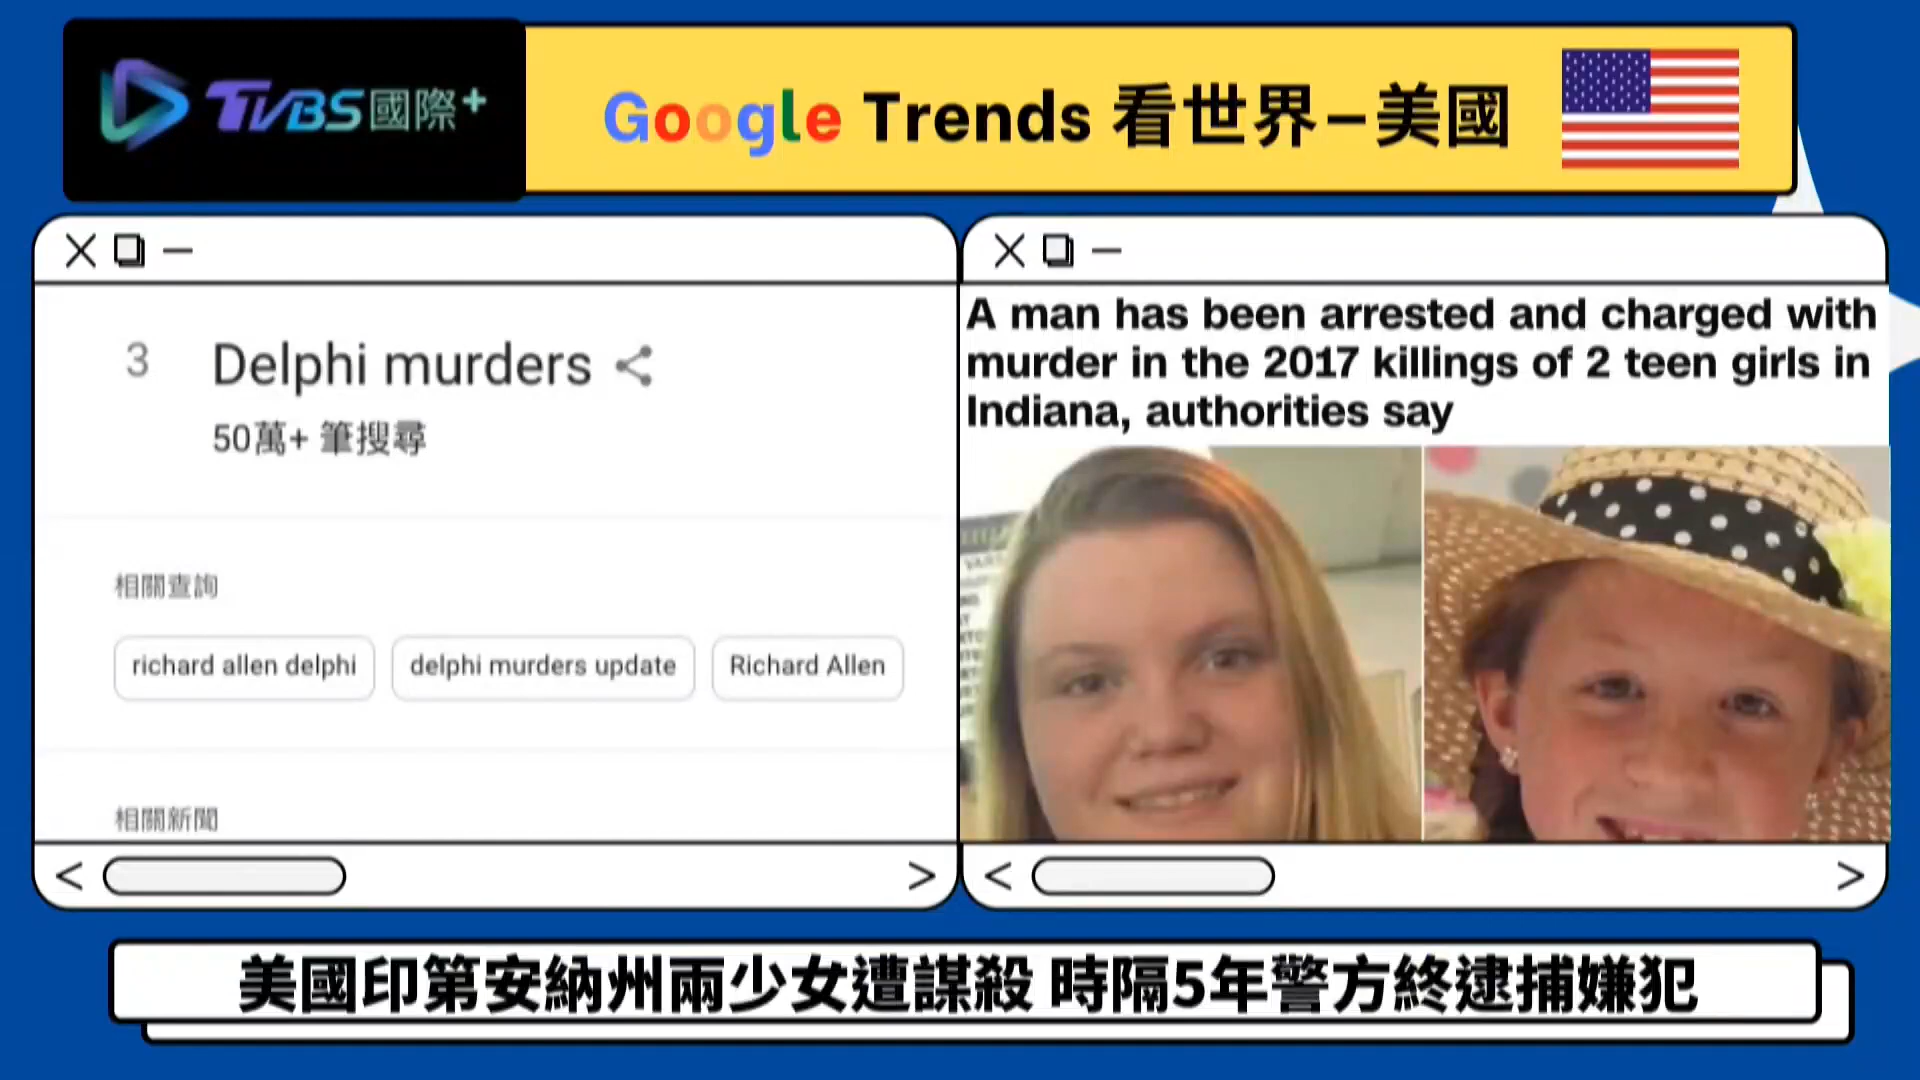 TVBS國際+
Google Trends 看世界–美國
3 Delphi murders
50萬+ 筆搜尋
相關查詢
richard allen delphi
delphi murders update
Richard Allen
相關新聞
A man has been arrested and charged with
murder in the 2017 killings of 2 teen girls in
Indiana, authorities say
美國印第安納州兩少女遭謀殺 時隔5年警方終逮捕嫌犯